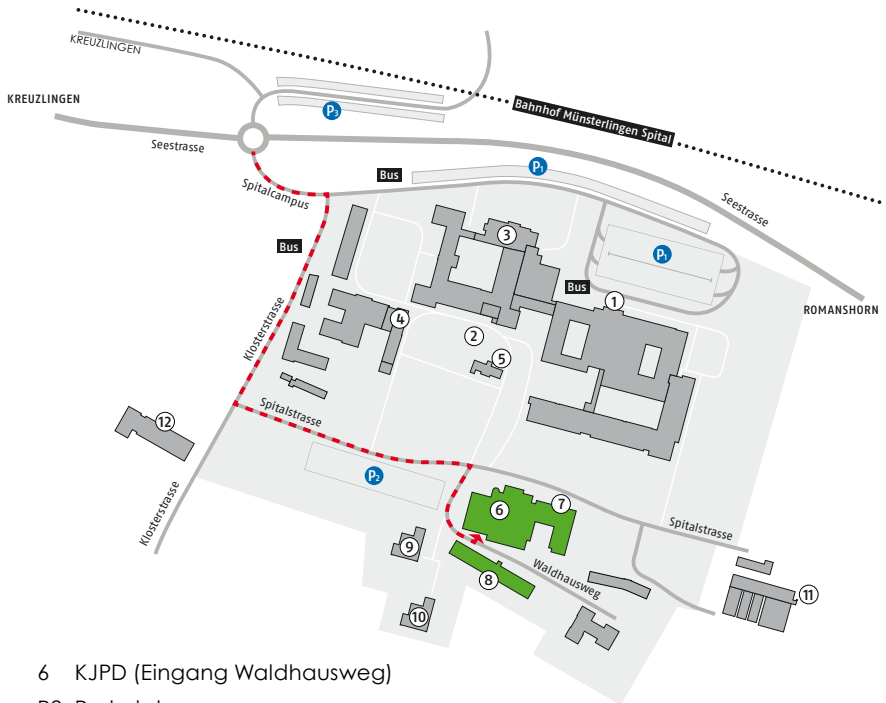 KREUZLINGEN
KREUZLINGEN
P3
Bahnhof Münsterlingen Spital
Seestrasse
Bus
P1
Spitalcampus
Seestrasse
3
Bus
P1
Bus
1
ROMANSHORN
4
2
5
Klosterstrasse
Spitalstrasse
12
P2
6
7
Spitalstrasse
Klosterstrasse
9
8
Waldhausweg
11
10
6 KJPD (Eingang Waldhausweg)